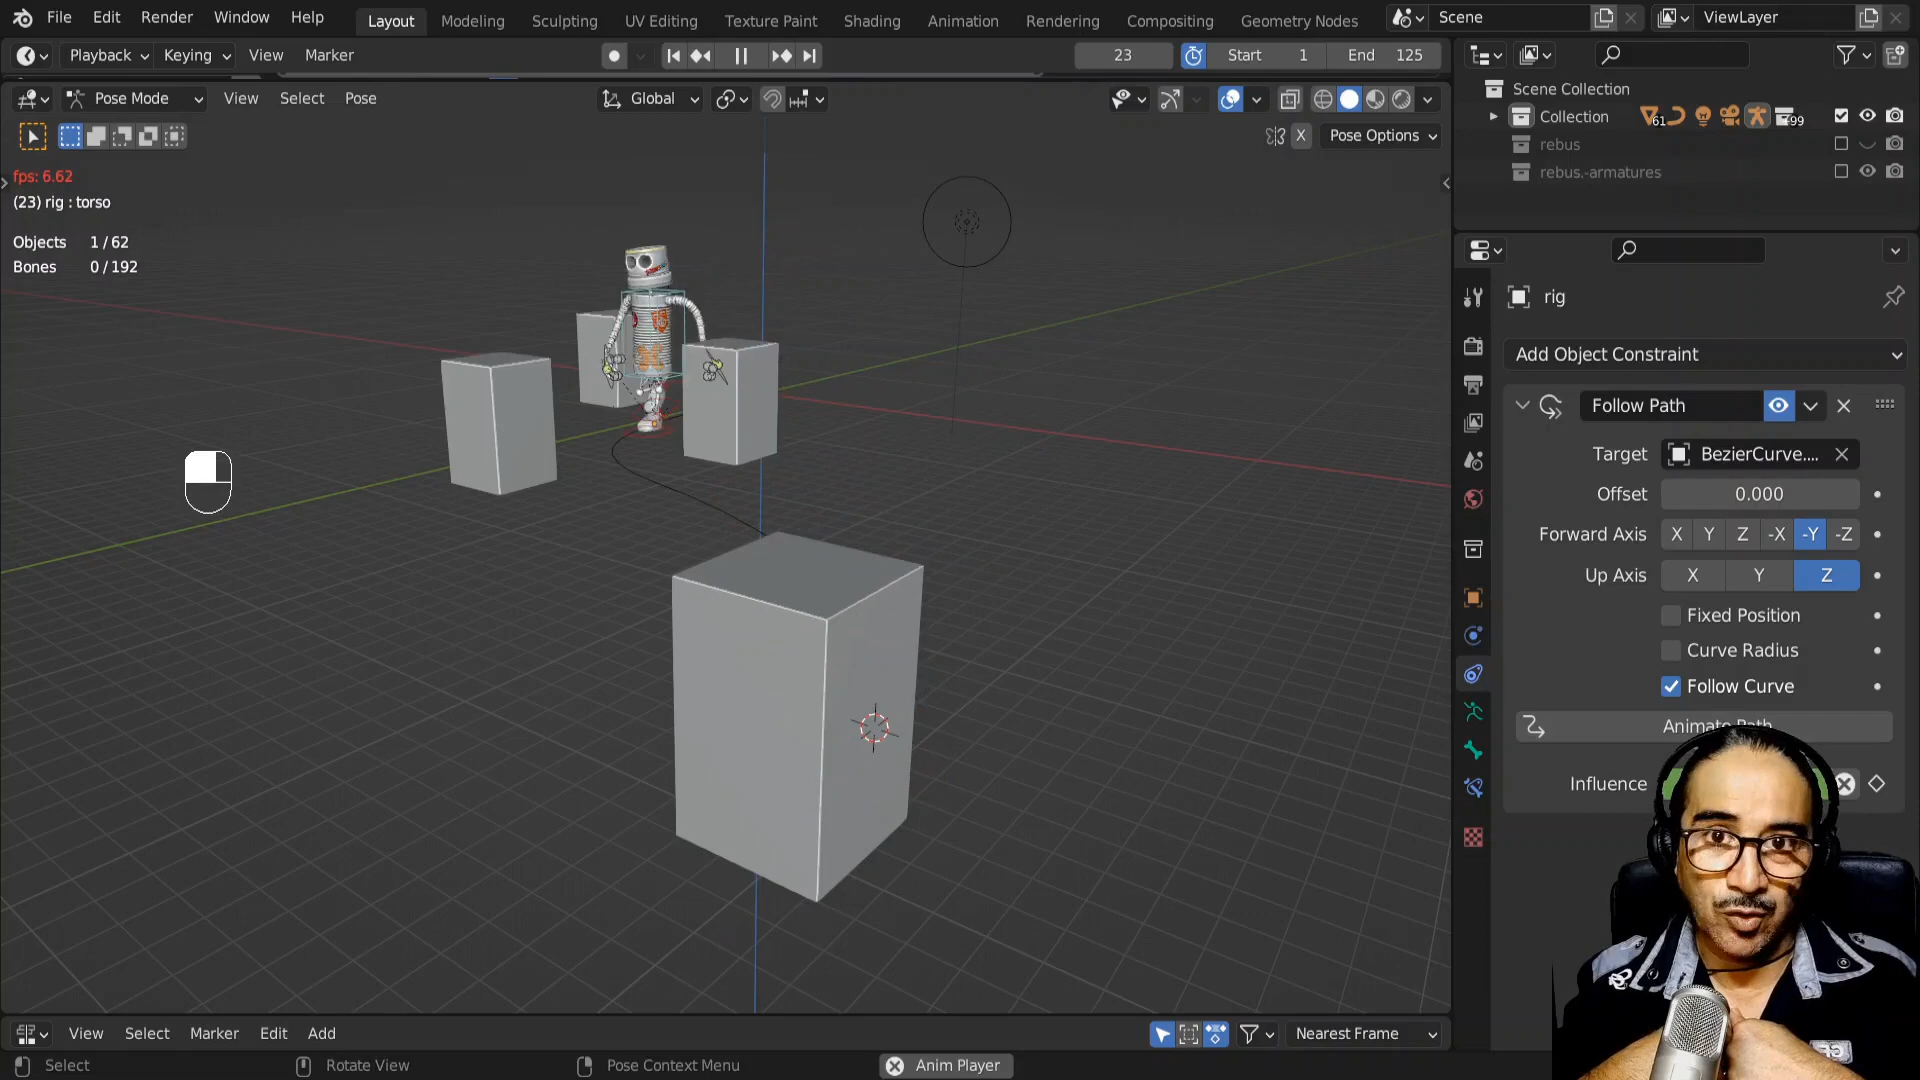 File Edit Render Window Help Layout Modeling Sculpting UV Editing Texture Paint Shading Animation Rendering Compositing Geometry Nodes Scene ViewLayer
Playback Keying View Marker 23 Start 1 End 125
Pose Mode View Select Pose Global
X Pose Options
fps: 6.62
(23) rig : torso
Objects 1 / 62
Bones 0 / 192
Scene Collection
Collection 61 99
rebus
rebus.-armatures
rig
Add Object Constraint
Follow Path
Target BezierCurve....
Offset 0.000
Forward Axis X Y Z -X -Y -Z
Up Axis X Y Z
Fixed Position
Curve Radius
Follow Curve
Animate Path
Influence
View Select Marker Edit Add Nearest Frame
Select Rotate View Pose Context Menu Anim Player